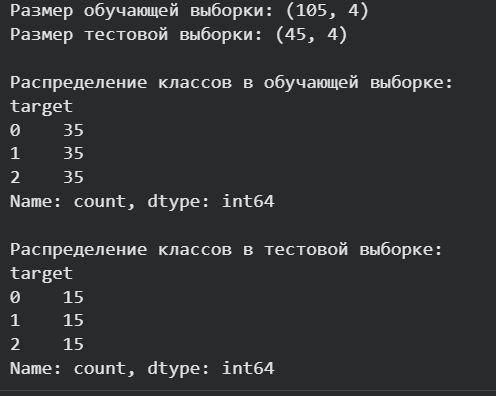 Размер обучающей выборки: (105, 4)
Размер тестовой выборки: (45, 4)
Распределение классов в обучающей выборке:
target
0    35
1    35
2    35
Name: count, dtype: int64
Распределение классов в тестовой выборке:
target
0    15
1    15
2    15
Name: count, dtype: int64